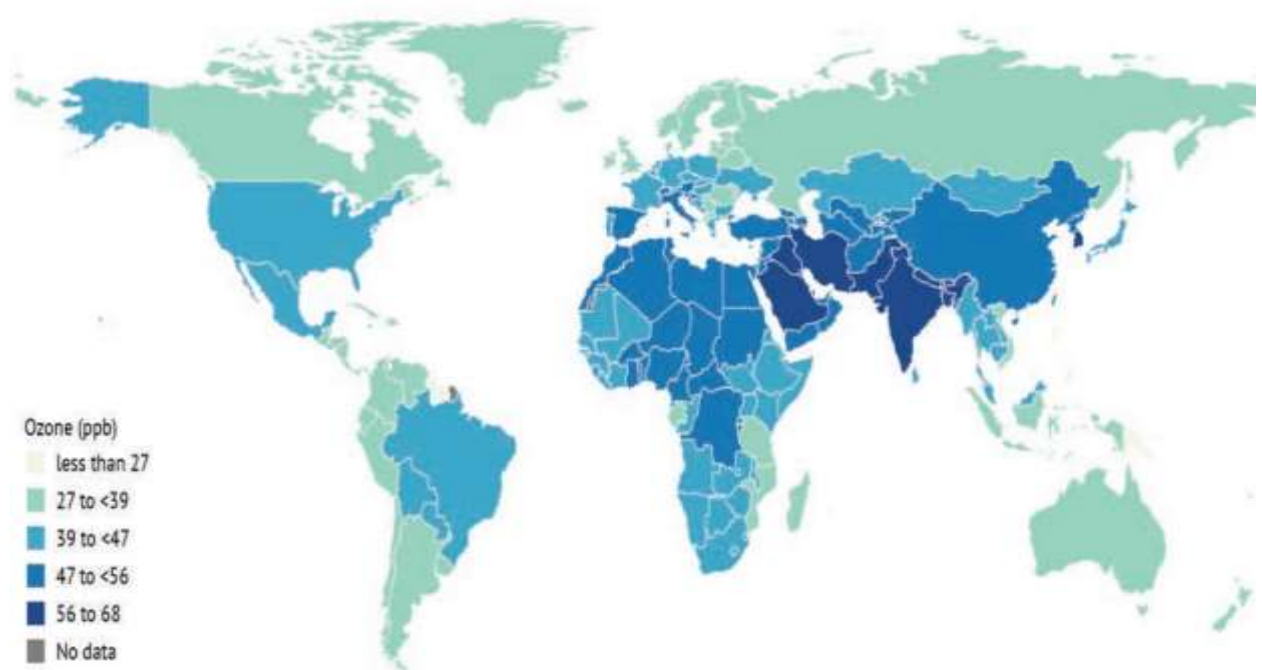 Ozone (ppb)
less than 27
27 to <39
39 to <47
47 to <56
56 to 68
No data